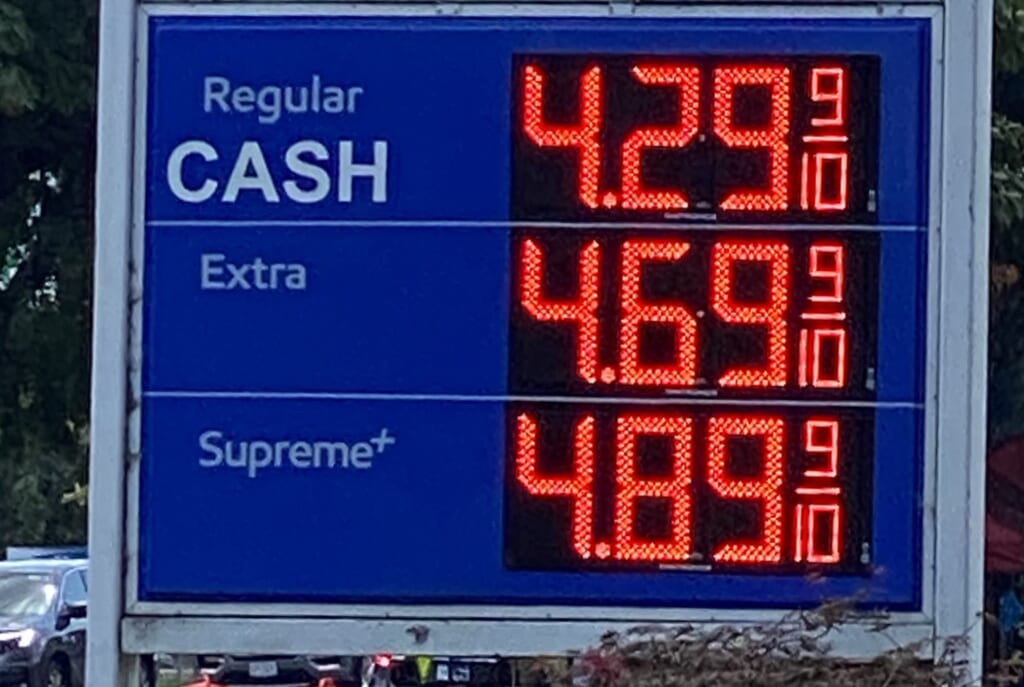 Regular
CASH 4.29 9/10
Extra 4.69 9/10
Supreme+ 4.89 9/10